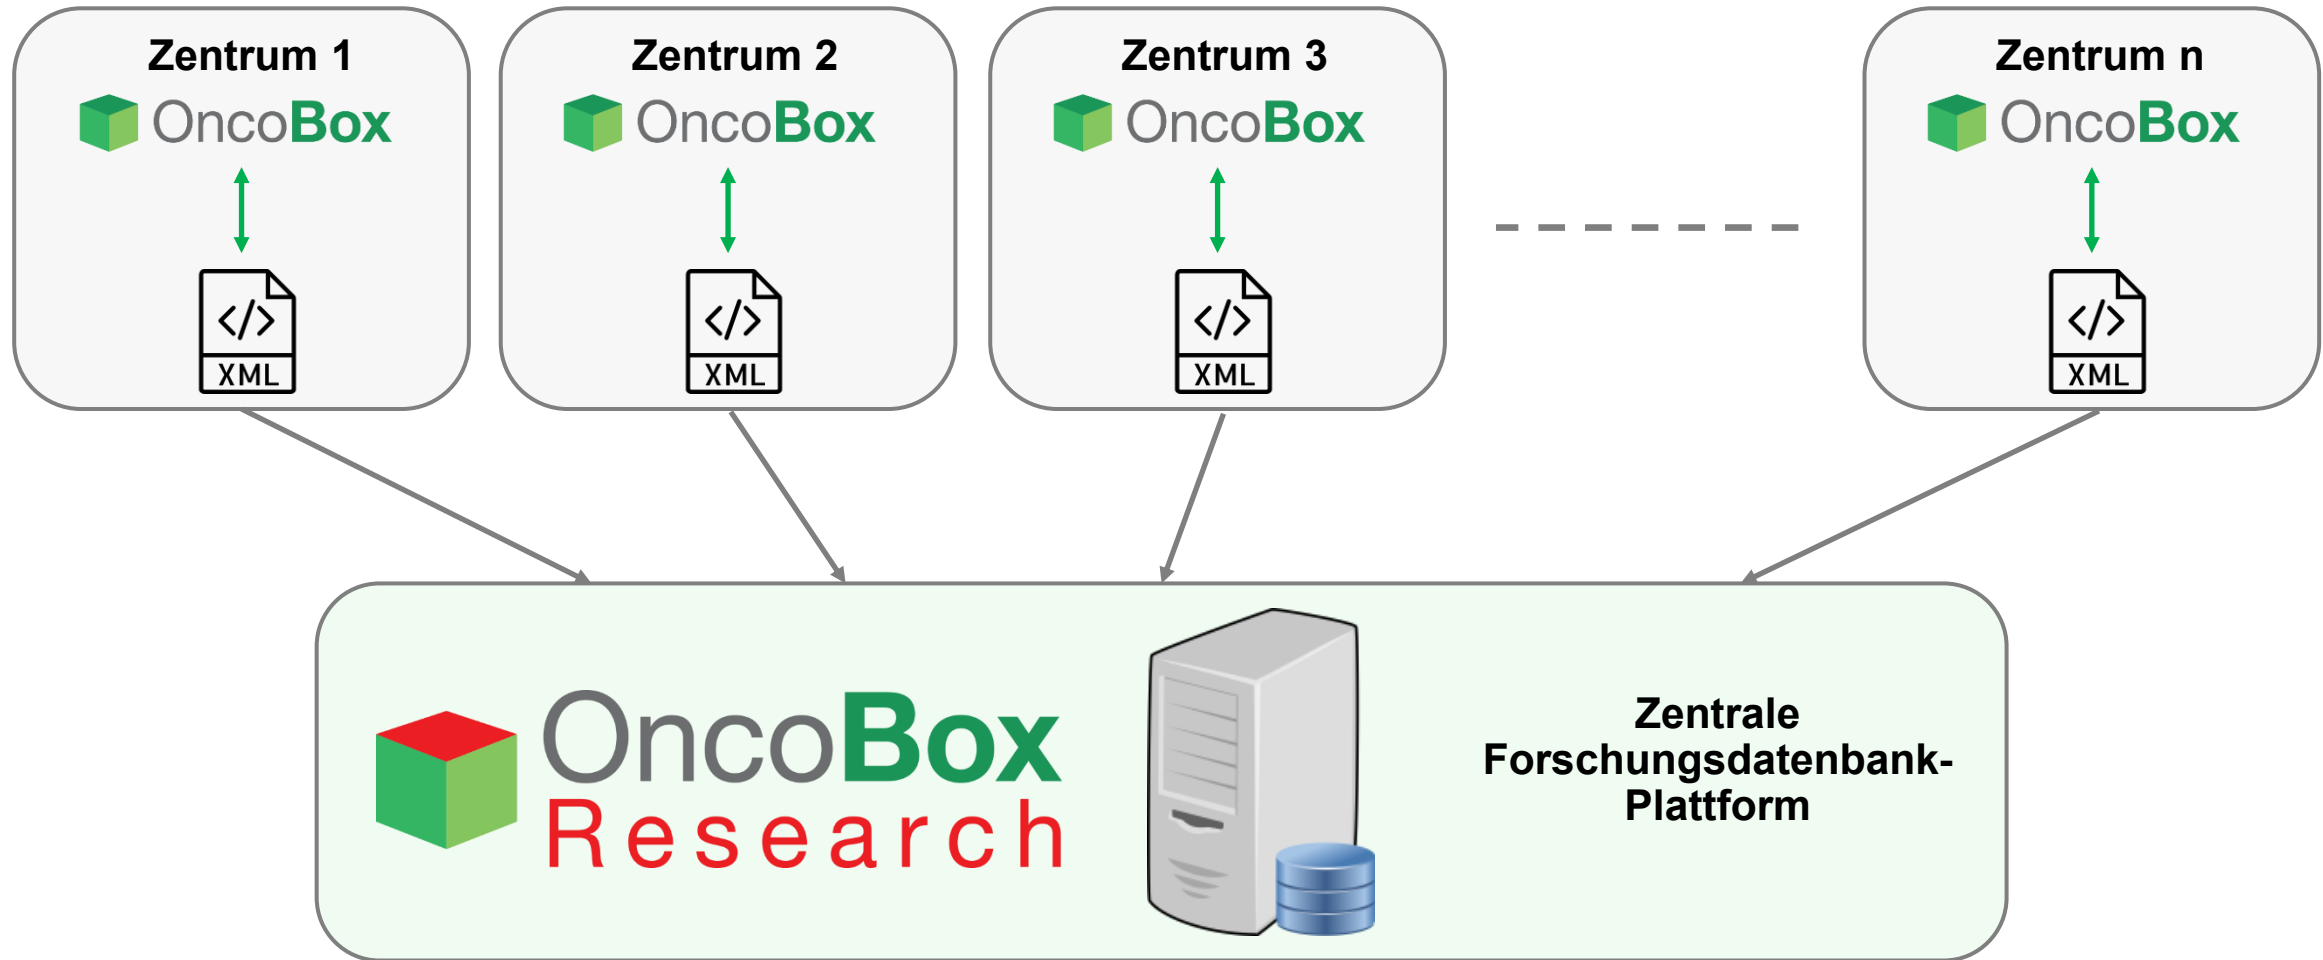 Zentrum 1
OncoBox
</>
XML
Zentrum 2
OncoBox
</>
XML
Zentrum 3
OncoBox
</>
XML
Zentrum n
OncoBox
</>
XML
OncoBox
Research
Zentrale
Forschungsdatenbank-
Plattform